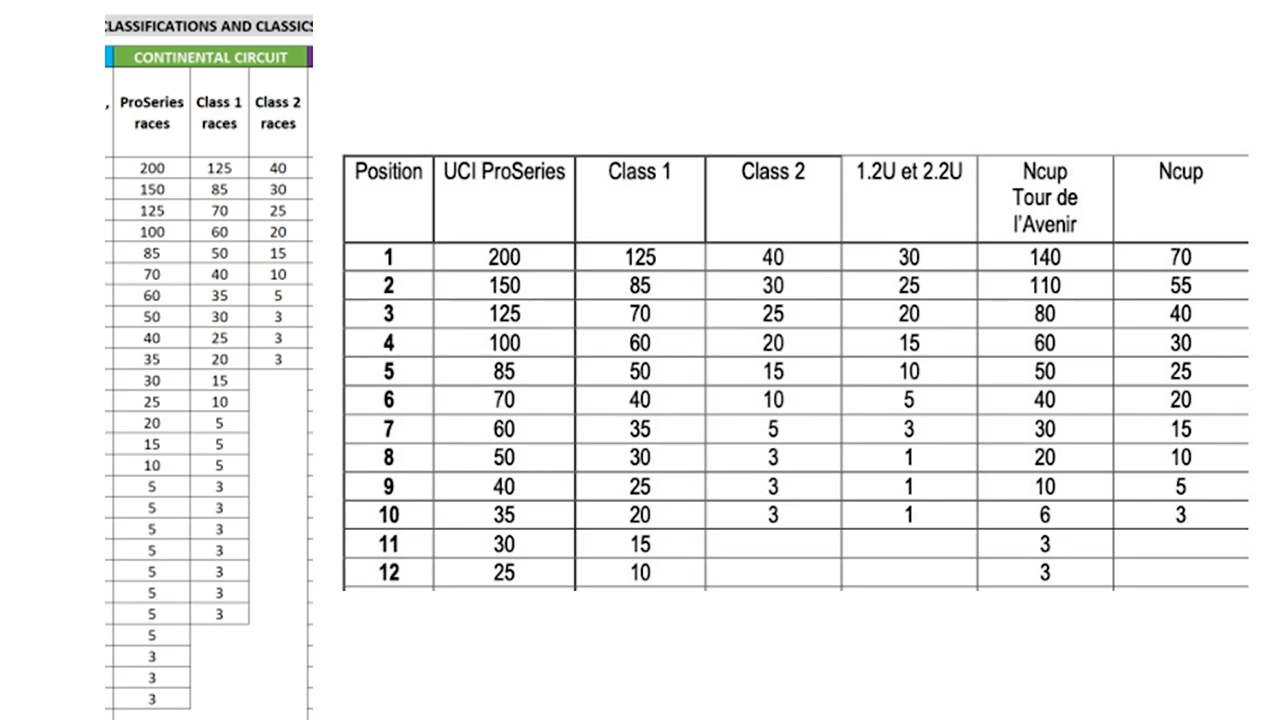 CLASSIFICATIONS AND CLASSICS
CONTINENTAL CIRCUIT
, ProSeries races Class 1 races Class 2 races
200 125 40
150 85 30
125 70 25
100 60 20
85 50 15
70 40 10
60 35 5
50 30 3
40 25 3
35 20 3
30 15
25 10
20 5
15 5
10 5
5 3
5 3
5 3
5 3
5 3
5 3
5 3
5
3
3
3
Position UCI ProSeries Class 1 Class 2 1.2U et 2.2U Ncup Ncup
Tour de
l'Avenir
1 200 125 40 30 140 70
2 150 85 30 25 110 55
3 125 70 25 20 80 40
4 100 60 20 15 60 30
5 85 50 15 10 50 25
6 70 40 10 5 40 20
7 60 35 5 3 30 15
8 50 30 3 1 20 10
9 40 25 3 1 10 5
10 35 20 3 1 6 3
11 30 15 3
12 25 10 3